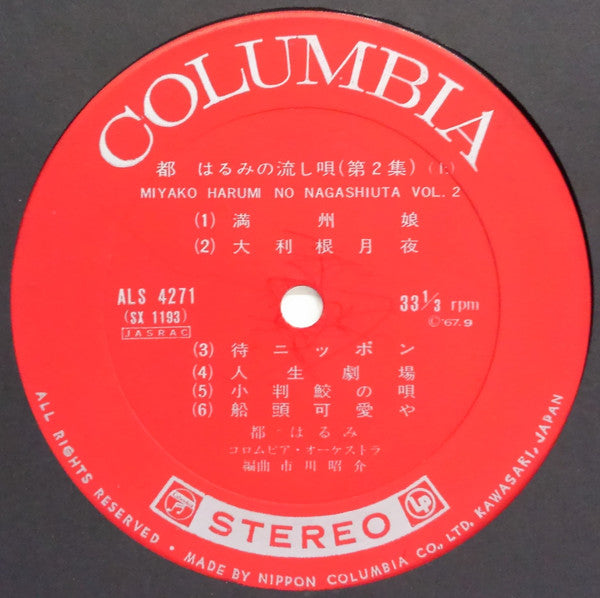 COLUMBIA
都 はるみの流し唄(第2集)(上)
MIYAKO HARUMI NO NAGASHIUTA VOL. 2
(1) 満州娘
(2) 大利根月夜
ALS 4271
(SX 1193)
JASRAC
33 1/3 rpm
©'67.9
(3) 待ニッポン
(4) 人生劇場
(5) 小判鮫の唄
(6) 船頭可愛や
都 はるみ
コロムビア・オーケストラ
編曲市川昭介
STEREO
LP
ALL RIGHTS RESERVED • MADE BY NIPPON COLUMBIA CO., LTD, KAWASAKI, JAPAN